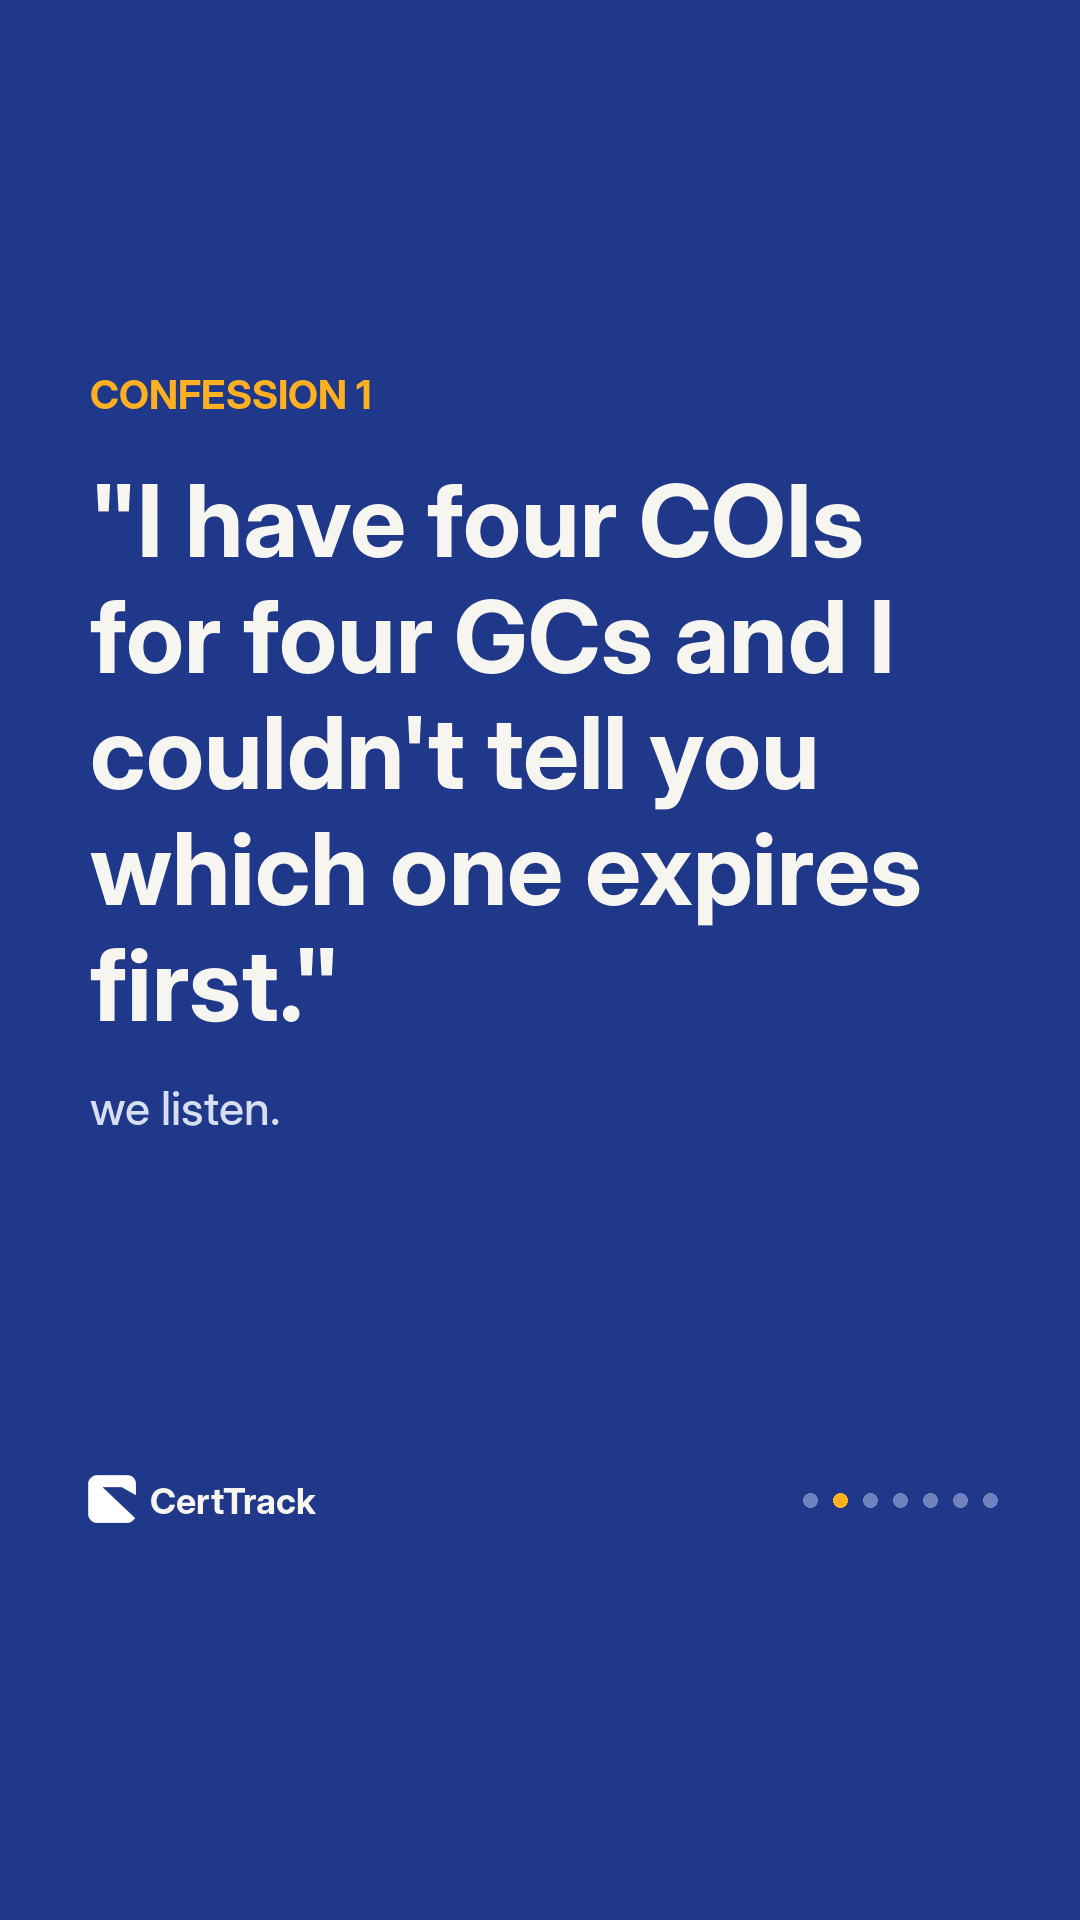 CONFESSION 1
"I have four COIs
for four GCs and I
couldn't tell you
which one expires
first."
we listen.
CertTrack